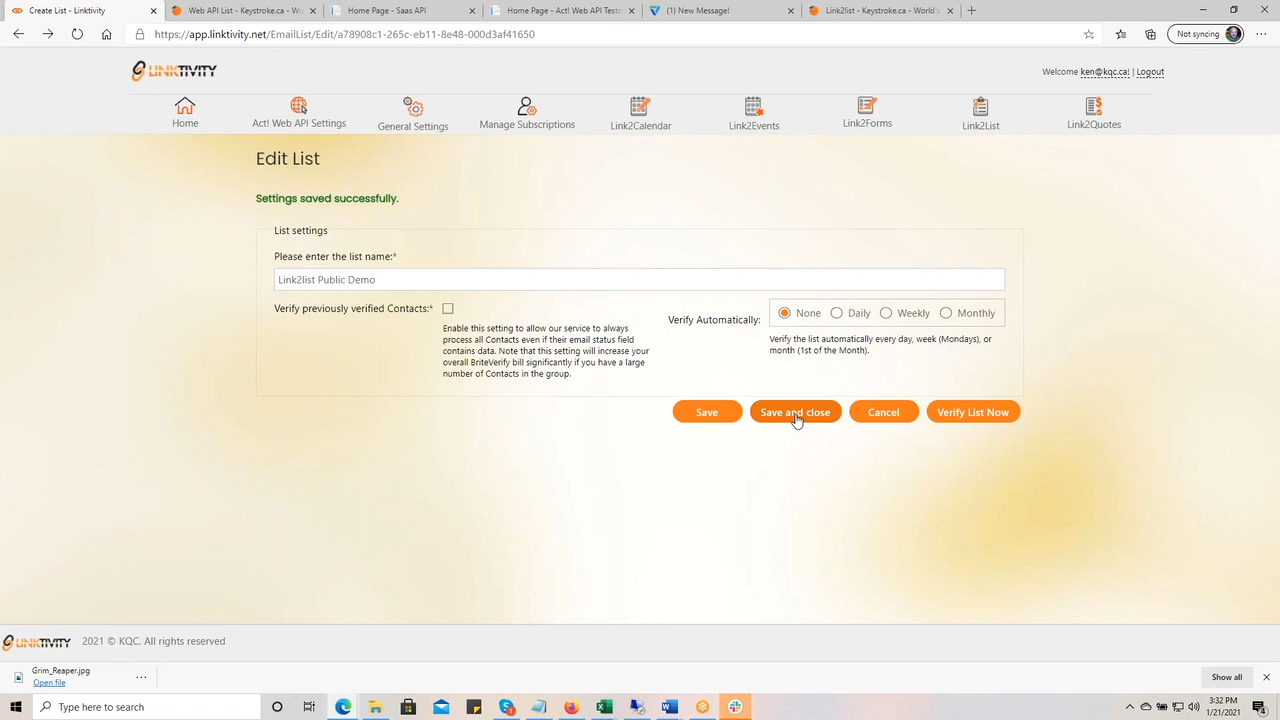 Create List - Linktivity
Web API List - Keystroke.ca - W
Home Page - Saas API
Home Page - Act! Web API Teste
(1) New Message!
Link2list - Keystroke.ca - World's
https://app.linktivity.net/EmailList/Edit/a78908c1-265c-eb11-8e48-000d3af41650
Not syncing
LINKTIVITY
Welcome ken@kqc.ca! | Logout
Home
Act! Web API Settings
General Settings
Manage Subscriptions
Link2Calendar
Link2Events
Link2Forms
Link2List
Link2Quotes
Edit List
Settings saved successfully.
List settings
Please enter the list name:*
Link2list Public Demo
Verify previously verified Contacts:*
Enable this setting to allow our service to always
process all Contacts even if their email status field
contains data. Note that this setting will increase your
overall BriteVerify bill significantly if you have a large
number of Contacts in the group.
Verify Automatically:
None Daily Weekly Monthly
Verify the list automatically every day, week (Mondays), or
month (1st of the Month).
Save
Save and close
Cancel
Verify List Now
LINKTIVITY
2021 © KQC. All rights reserved
Grim_Reaper.jpg
Open file
Show all
Type here to search
3:32 PM
1/21/2021